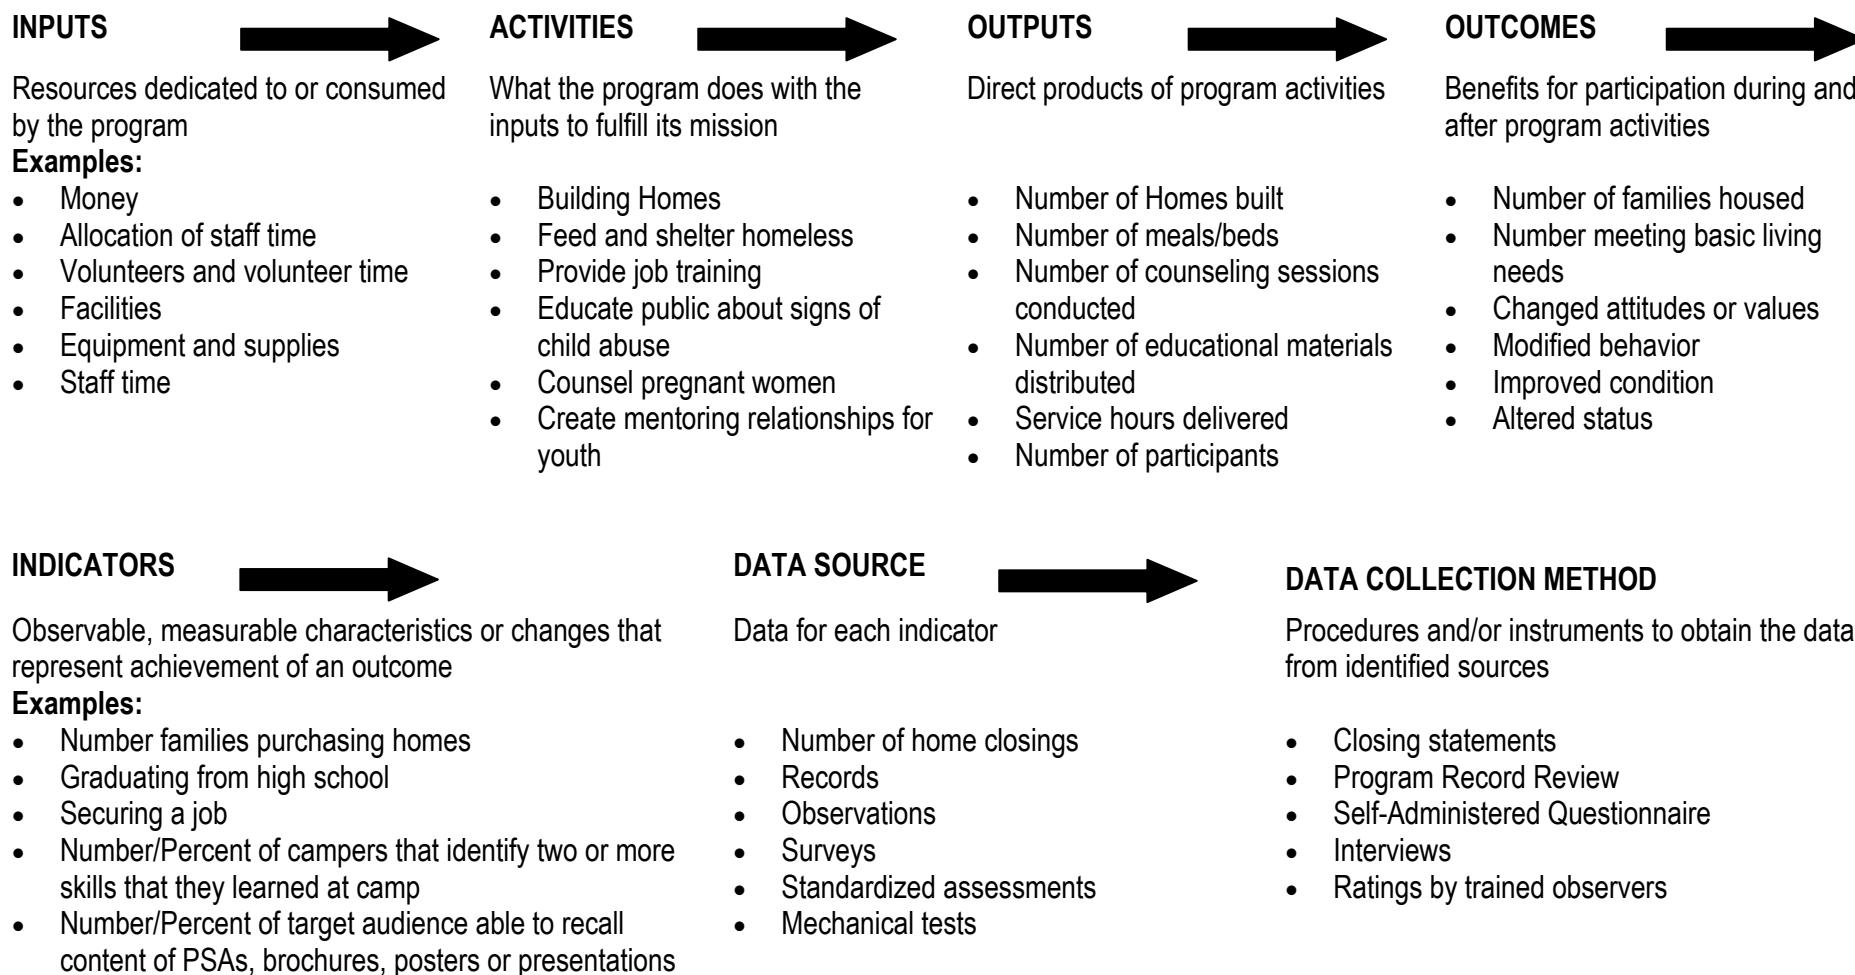 INPUTS
Resources dedicated to or consumed
by the program
Examples:
• Money
• Allocation of staff time
• Volunteers and volunteer time
• Facilities
• Equipment and supplies
• Staff time
ACTIVITIES
What the program does with the
inputs to fulfill its mission
• Building Homes
• Feed and shelter homeless
• Provide job training
• Educate public about signs of
child abuse
• Counsel pregnant women
• Create mentoring relationships for
youth
OUTPUTS
Direct products of program activities
• Number of Homes built
• Number of meals/beds
• Number of counseling sessions
conducted
• Number of educational materials
distributed
• Service hours delivered
• Number of participants
OUTCOMES
Benefits for participation during and
after program activities
• Number of families housed
• Number meeting basic living
needs
• Changed attitudes or values
• Modified behavior
• Improved condition
• Altered status
INDICATORS
Observable, measurable characteristics or changes that
represent achievement of an outcome
Examples:
• Number families purchasing homes
• Graduating from high school
• Securing a job
• Number/Percent of campers that identify two or more
skills that they learned at camp
• Number/Percent of target audience able to recall
content of PSAs, brochures, posters or presentations
DATA SOURCE
Data for each indicator
• Number of home closings
• Records
• Observations
• Surveys
• Standardized assessments
• Mechanical tests
DATA COLLECTION METHOD
Procedures and/or instruments to obtain the data
from identified sources
• Closing statements
• Program Record Review
• Self-Administered Questionnaire
• Interviews
• Ratings by trained observers